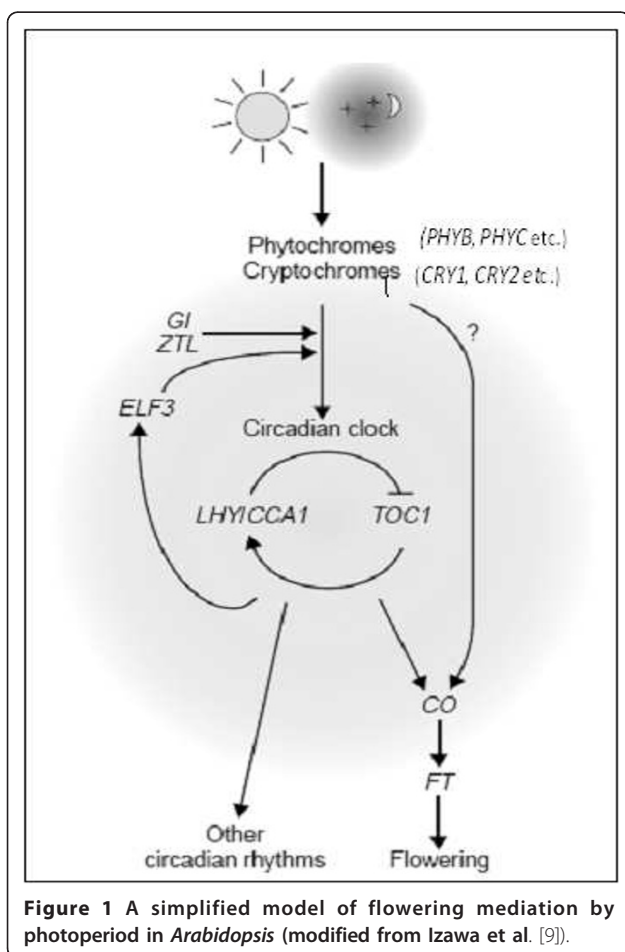 Phytochromes (PHYB, PHYC etc.)
Cryptochromes (CRY1, CRY2 etc.)
?
GI
ZTL
ELF3
Circadian clock
LHY/CCA1 TOC1
CO
FT
Other
circadian rhythms
Flowering
Figure 1 A simplified model of flowering mediation by
photoperiod in Arabidopsis (modified from Izawa et al. [9]).